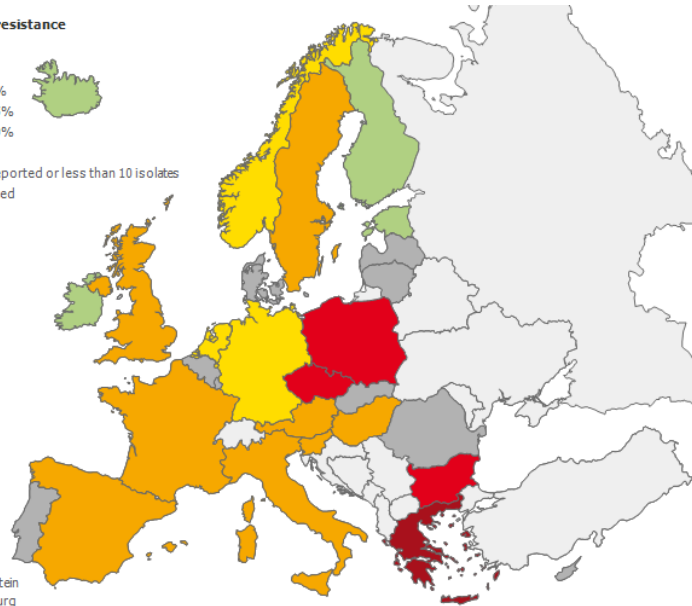 resistance
%
%
%
ported or less than 10 isolates
ed
tein
urg